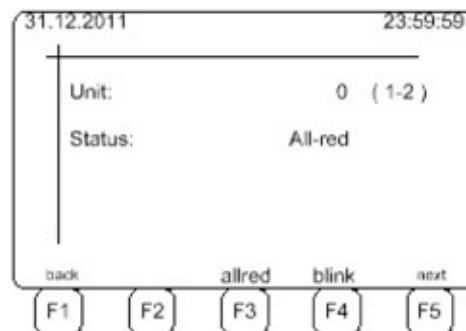 31.12.2011 23:59:59
Unit: 0 ( 1-2 )
Status: All-red
back allred blink next
F1 F2 F3 F4 F5